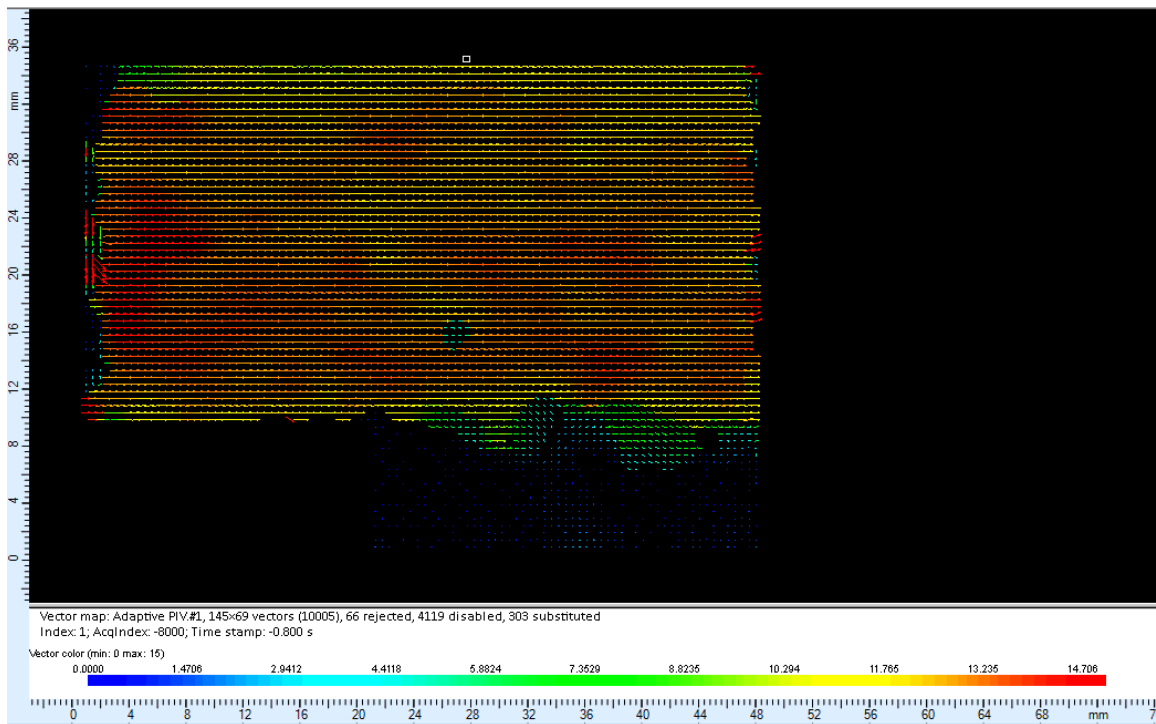 36
mm
28
24
20
16
12
8
4
0
Vector map: Adaptive PIV.#1, 145×69 vectors (10005), 66 rejected, 4119 disabled, 303 substituted
Index: 1; AcqIndex: -8000; Time stamp: -0.800 s
Vector color (min: 0 max: 15)
0.0000 1.4706 2.9412 4.4118 5.8824 7.3529 8.8235 10.294 11.765 13.235 14.706
0 4 8 12 16 20 24 28 32 36 40 44 48 52 56 60 64 68 mm 7